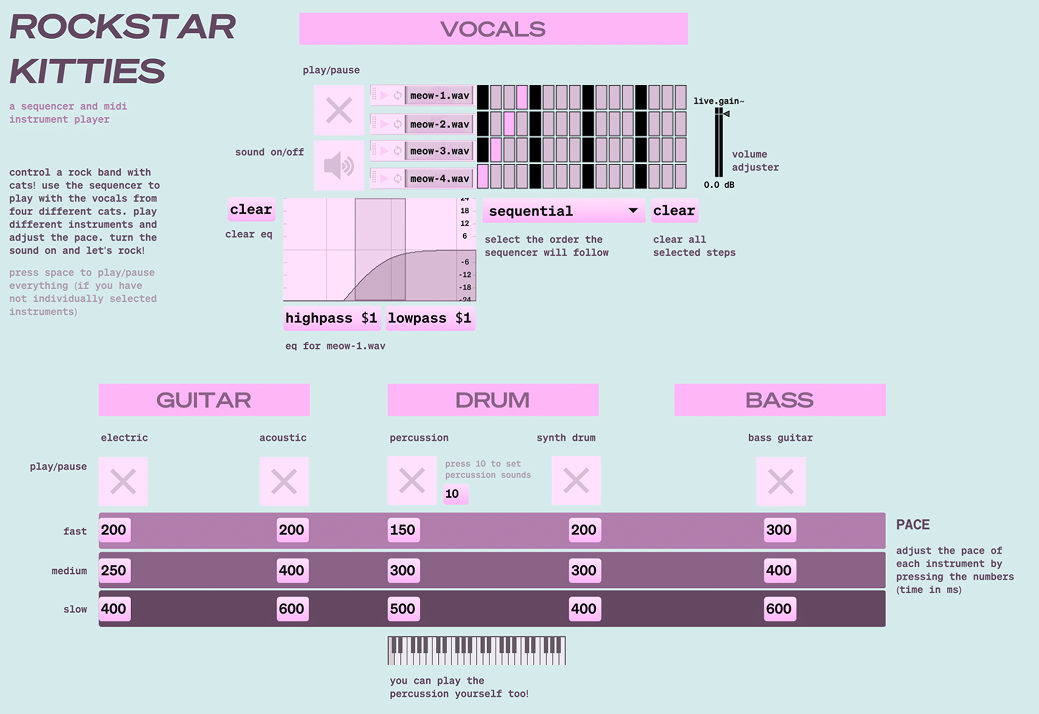 ROCKSTAR
KITTIES
a sequencer and midi
instrument player
control a rock band with
cats! use the sequencer to
play with the vocals from
four different cats. play
different instruments and
adjust the pace. turn the
sound on and let's rock!
press space to play/pause
everything (if you have
not individually selected
instruments)
VOCALS
play/pause
sound on/off
meow-1.wav
meow-2.wav
meow-3.wav
meow-4.wav
live.gain~
volume
adjuster
0.0 dB
clear
clear eq
24
18
12
6
-6
-12
-18
-24
highpass $1
lowpass $1
eq for meow-1.wav
sequential
select the order the
sequencer will follow
clear
clear all
selected steps
GUITAR
DRUM
BASS
electric
acoustic
percussion
synth drum
bass guitar
play/pause
press 10 to set
percussion sounds
10
fast 200 200 150 200 300
medium 250 400 300 300 400
slow 400 600 500 400 600
PACE
adjust the pace of
each instrument by
pressing the numbers
(time in ms)
you can play the
percussion yourself too!